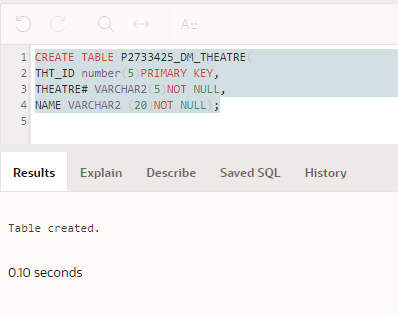 1 CREATE TABLE P2733425_DM_THEATRE(
2 THT_ID number(5)PRIMARY KEY,
3 THEATRE# VARCHAR2(5)NOT NULL,
4 NAME VARCHAR2 (20)NOT NULL);
5
Results Explain Describe Saved SQL History
Table created.
0.10 seconds